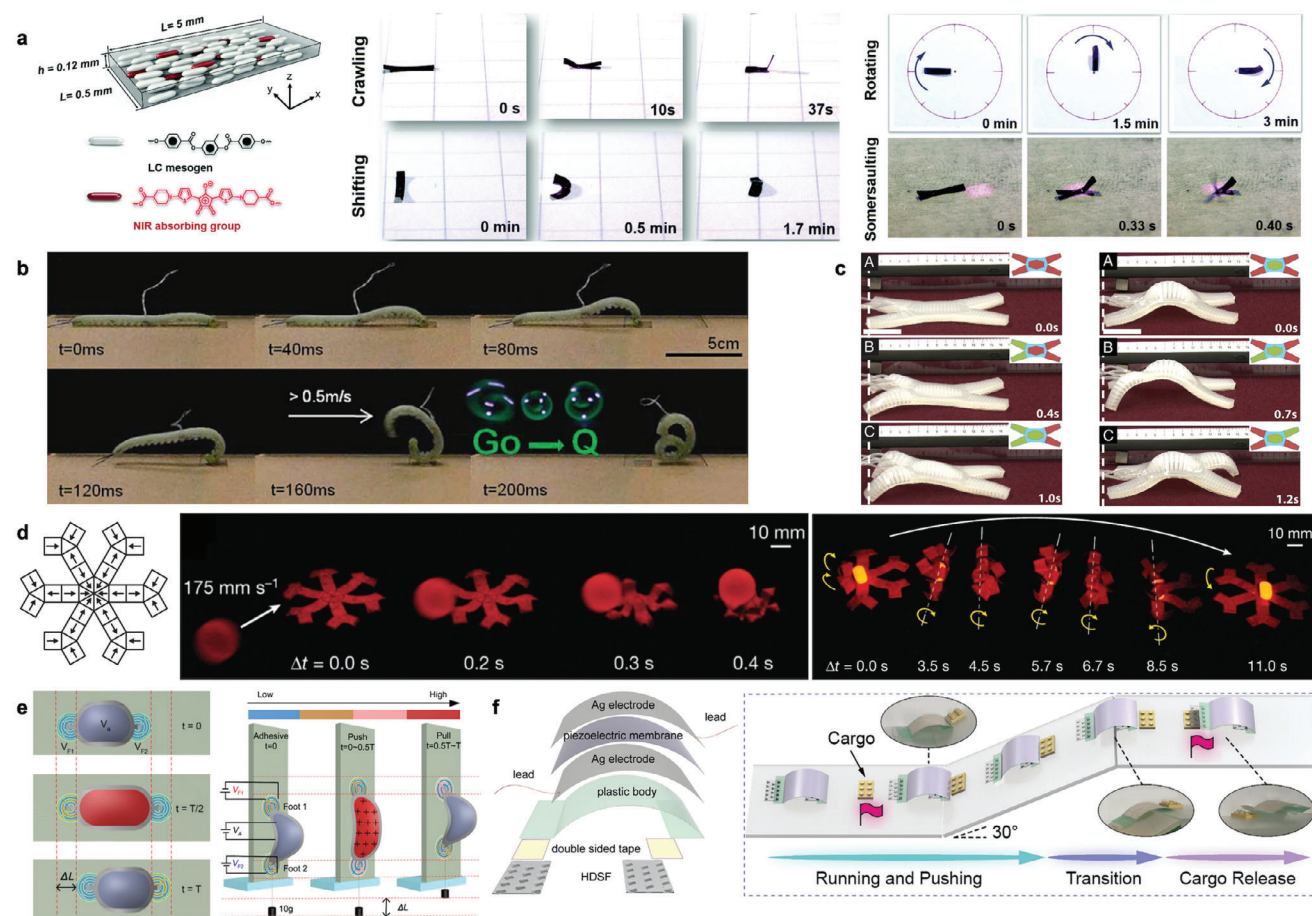 a
L= 5 mm
h = 0.12 mm
L= 0.5 mm
z
y
x
LC mesogen
NIR absorbing group
Crawling
0 s
10s
37s
Shifting
0 min
0.5 min
1.7 min
Rotating
0 min
1.5 min
3 min
Somersaulting
0 s
0.33 s
0.40 s
b
t=0ms
t=40ms
t=80ms
5cm
> 0.5m/s
Go
Q
t=120ms
t=160ms
t=200ms
c
A
0.0s
B
0.4s
C
1.0s
A
0.0s
B
0.7s
C
1.2s
d
175 mm s⁻¹
10 mm
Δt = 0.0 s
0.2 s
0.3 s
0.4 s
10 mm
Δt = 0.0 s
3.5 s
4.5 s
5.7 s
6.7 s
8.5 s
11.0 s
e
Va
VF1
VF2
t = 0
t = T/2
ΔL
t = T
Low
High
Adhesive
t=0
Push
t=0~0.5T
Pull
t=0.5T~T
VF1
Foot 1
Va
VF2
Foot 2
10g
ΔL
f
Ag electrode
lead
piezoelectric membrane
Ag electrode
lead
plastic body
double sided tape
HDSF
Cargo
30°
Running and Pushing
Transition
Cargo Release